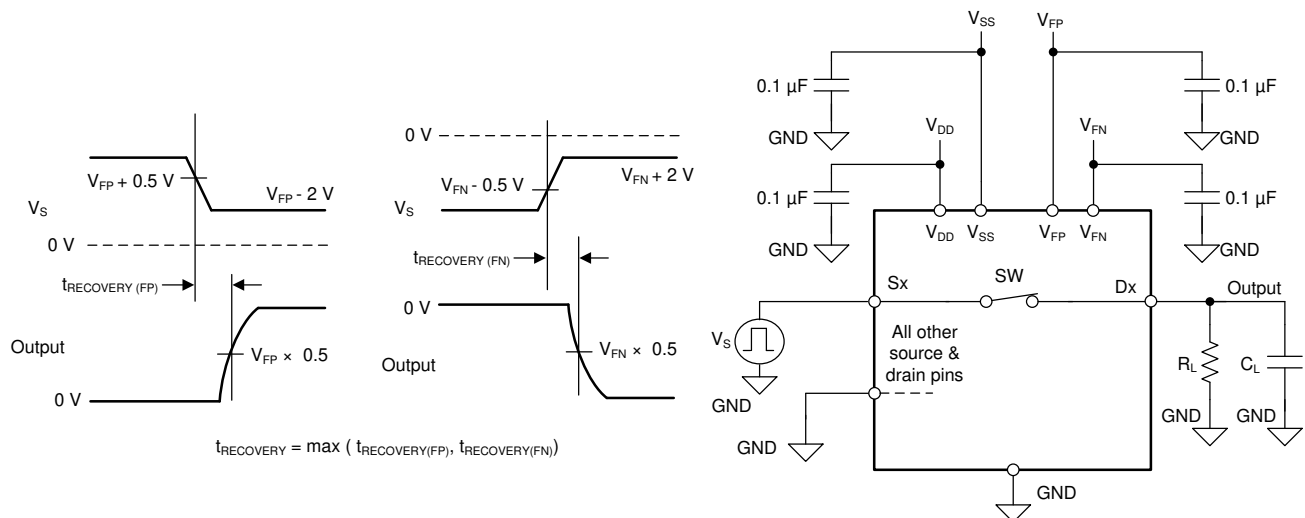 V_FP + 0.5 V
V_FP - 2 V
V_S
0 V
t_RECOVERY (FP)
Output
V_FP × 0.5
0 V
0 V
V_FN - 0.5 V
V_FN + 2 V
V_S
t_RECOVERY (FN)
0 V
Output
V_FN × 0.5
t_RECOVERY = max ( t_RECOVERY(FP), t_RECOVERY(FN))
V_SS
V_FP
0.1 µF
0.1 µF
GND
V_DD
V_FN
GND
0.1 µF
0.1 µF
GND
V_DD
V_SS
V_FP
V_FN
GND
Sx
SW
Dx
Output
V_S
GND
All other
source &
drain pins
R_L
C_L
GND
GND
GND
GND